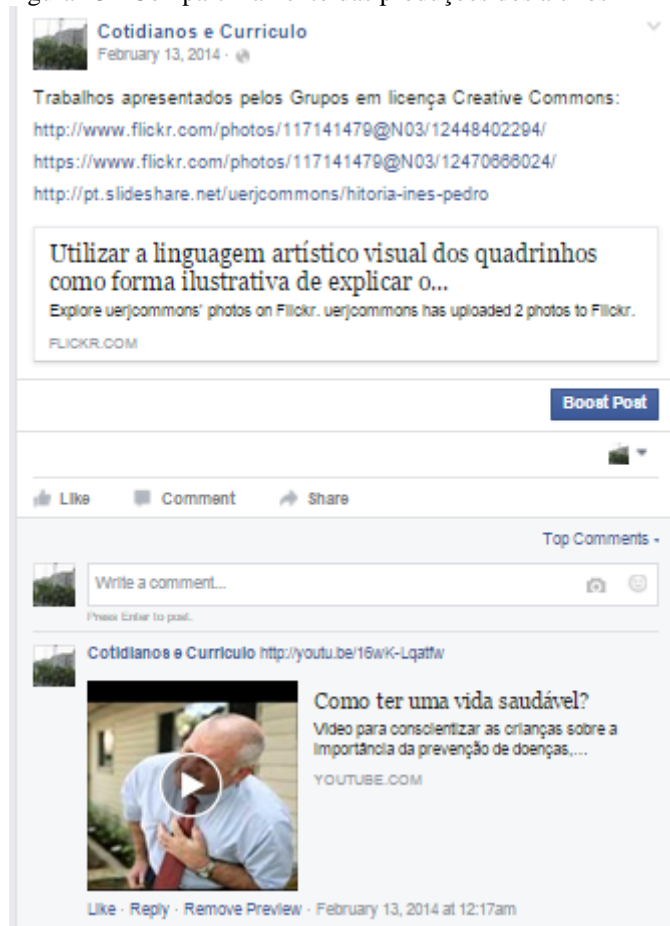 Cotidianos e Curriculo
February 13, 2014 ·
Trabalhos apresentados pelos Grupos em licença Creative Commons:
http://www.flickr.com/photos/117141479@N03/12448402294/
https://www.flickr.com/photos/117141479@N03/12470666024/
http://pt.slideshare.net/uerjcommons/hitoria-ines-pedro
Utilizar a linguagem artístico visual dos quadrinhos
como forma ilustrativa de explicar o...
Explore uerjcommons' photos on Flickr. uerjcommons has uploaded 2 photos to Flickr.
FLICKR.COM
Boost Post
Like Comment Share
Top Comments
Write a comment...
Press Enter to post.
Cotidianos e Curriculo http://youtu.be/16wK-Lqatfw
Como ter uma vida saudável?
Video para conscientizar as crianças sobre a
importância da prevenção de doenças,...
YOUTUBE.COM
Like · Reply · Remove Preview · February 13, 2014 at 12:17am